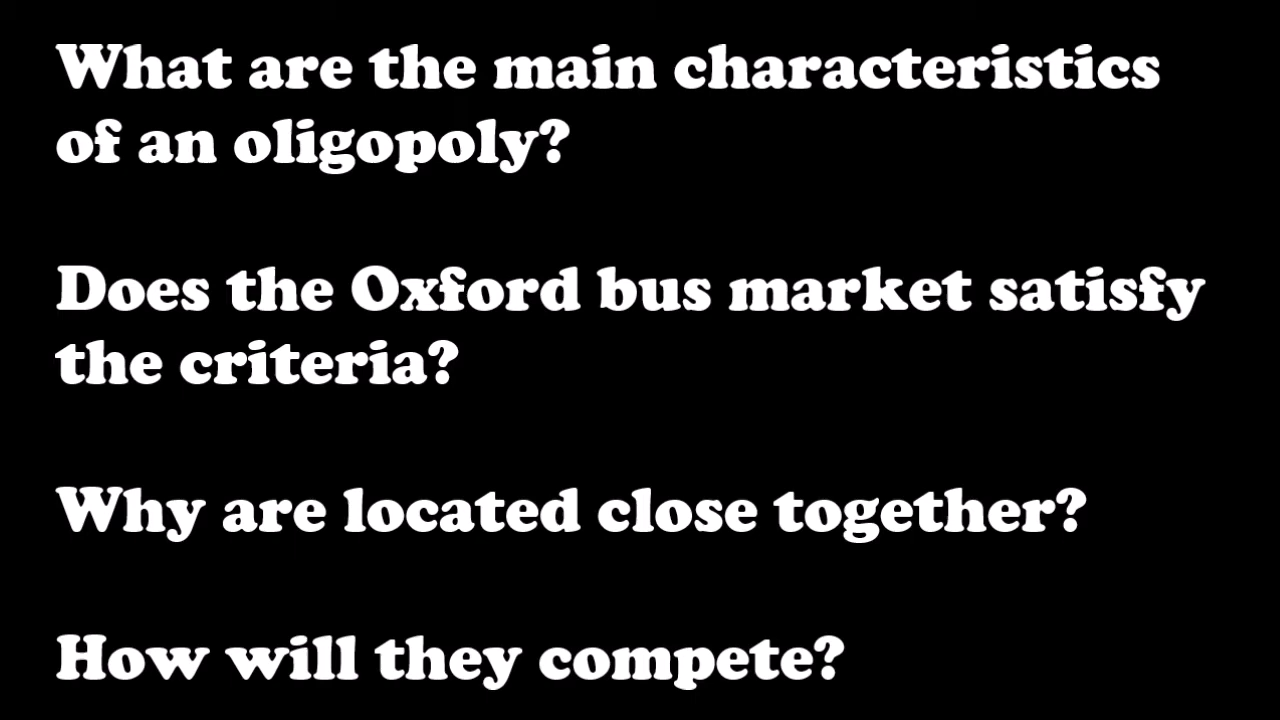 What are the main characteristics
of an oligopoly?
Does the Oxford bus market satisfy
the criteria?
Why are located close together?
How will they compete?